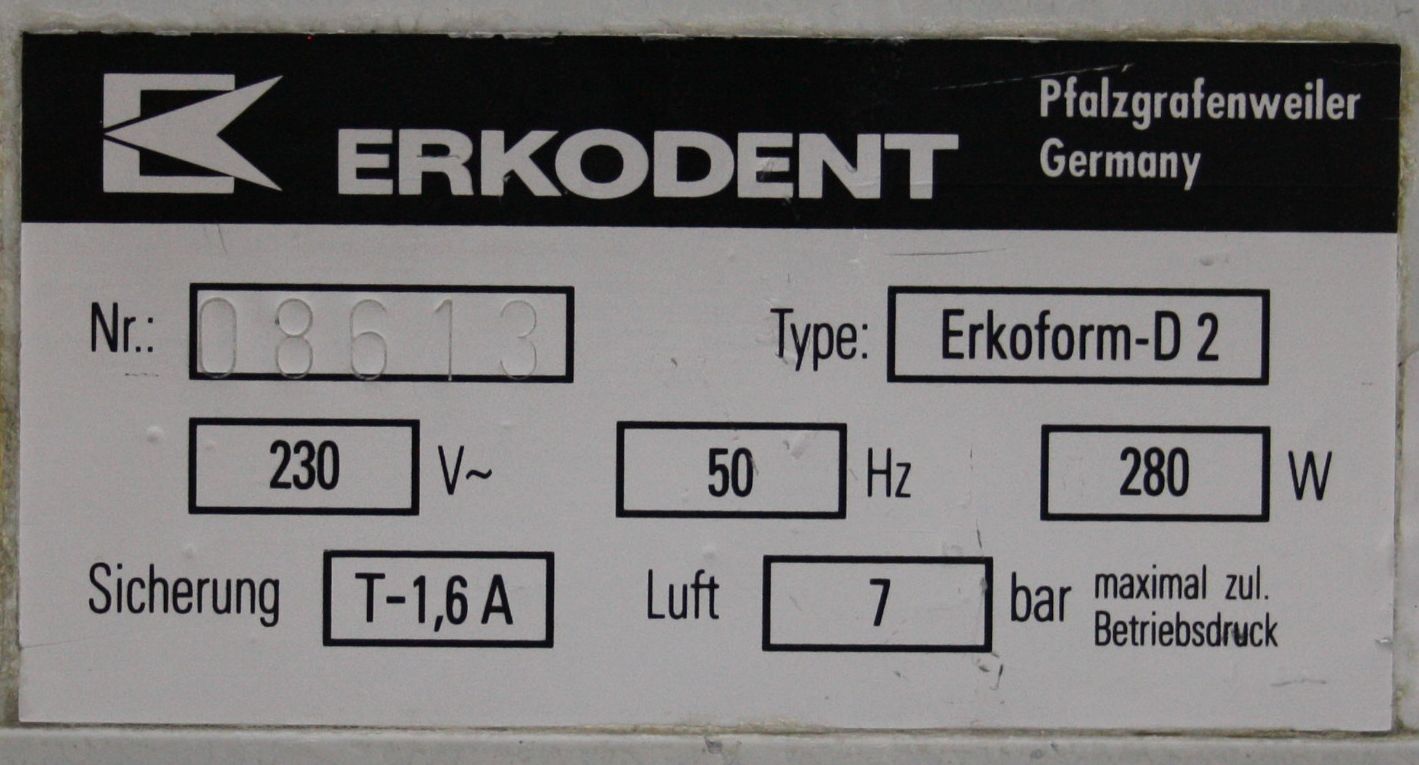 ERKODENT
Pfalzgrafenweiler
Germany
Nr.: 08613 Type: Erkoform-D 2
230 V~ 50 Hz 280 W
Sicherung T-1,6 A Luft 7 bar maximal zul.
Betriebsdruck